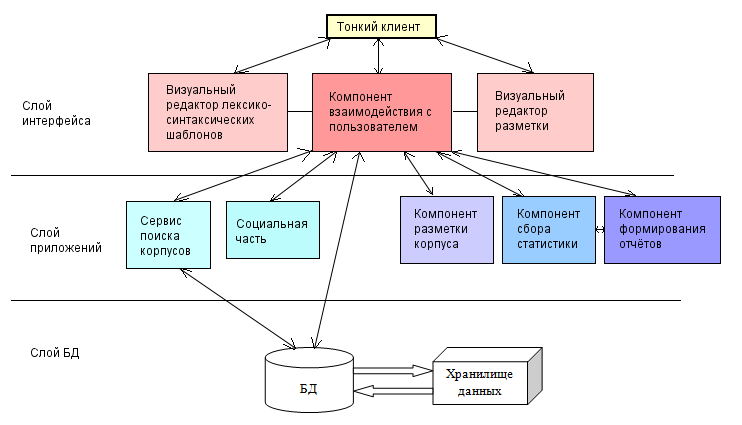 Тонкий клиент
Слой
интерфейса
Визуальный
редактор лексико-
синтаксических
шаблонов
Компонент
взаимодействия с
пользователем
Визуальный
редактор
разметки
Слой
приложений
Сервис
поиска
корпусов
Социальная
часть
Компонент
разметки
корпуса
Компонент
сбора
статистики
Компонент
формирования
отчётов
Слой БД
БД
Хранилище
данных